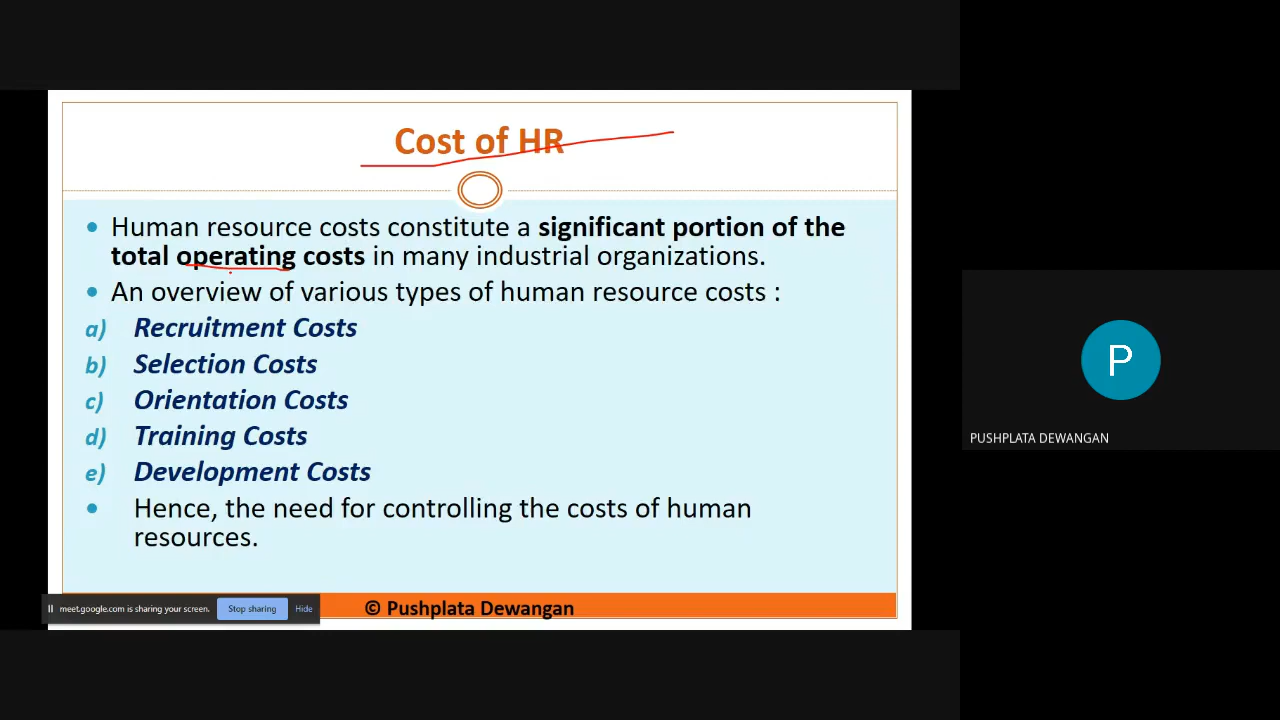 Cost of HR
• Human resource costs constitute a significant portion of the
total operating costs in many industrial organizations.
• An overview of various types of human resource costs :
a) Recruitment Costs
b) Selection Costs
c) Orientation Costs
d) Training Costs
e) Development Costs
• Hence, the need for controlling the costs of human
resources.
meet.google.com is sharing your screen. Stop sharing Hide
© Pushplata Dewangan
P
PUSHPLATA DEWANGAN